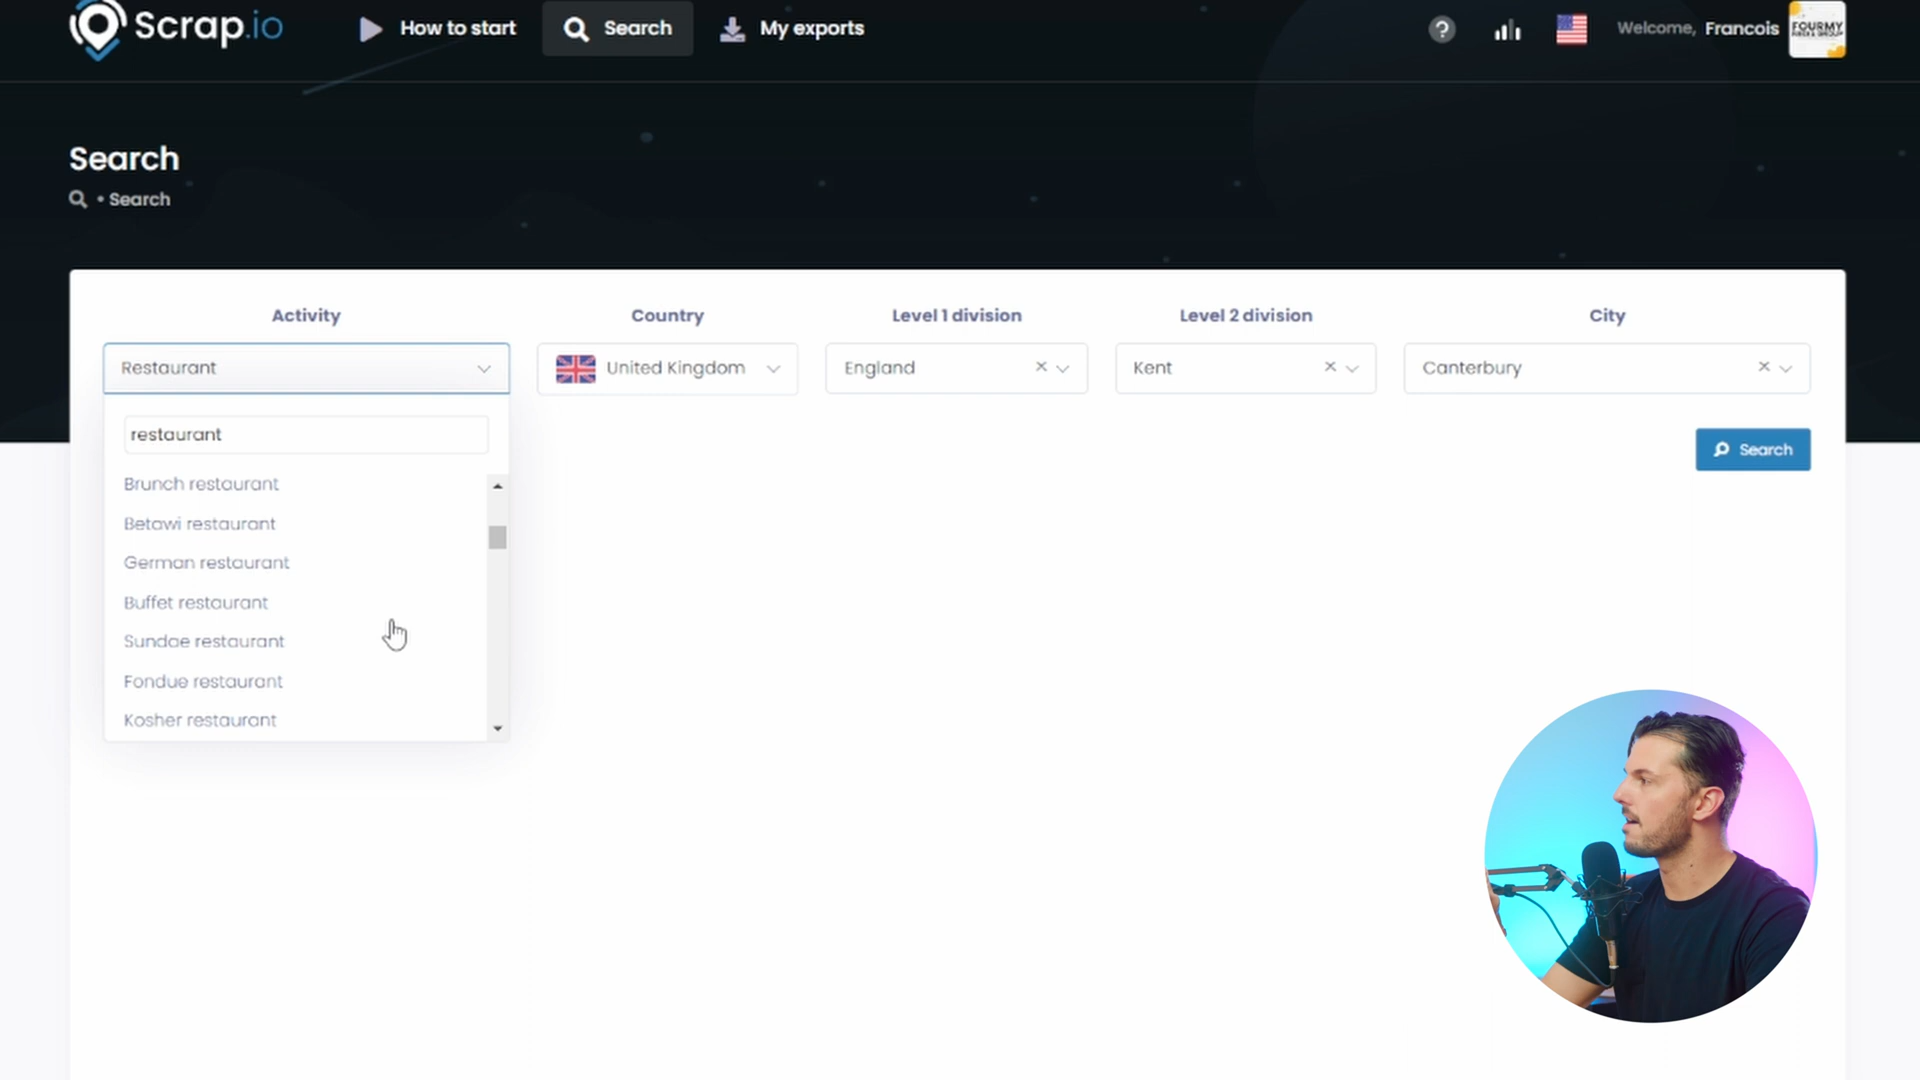 Scrap.io
How to start
Search
My exports
Welcome, Francois
FOURMY
Search
• Search
Activity
Country
Level 1 division
Level 2 division
City
Restaurant
United Kingdom
England
Kent
Canterbury
restaurant
Search
Brunch restaurant
Betawi restaurant
German restaurant
Buffet restaurant
Sundae restaurant
Fondue restaurant
Kosher restaurant